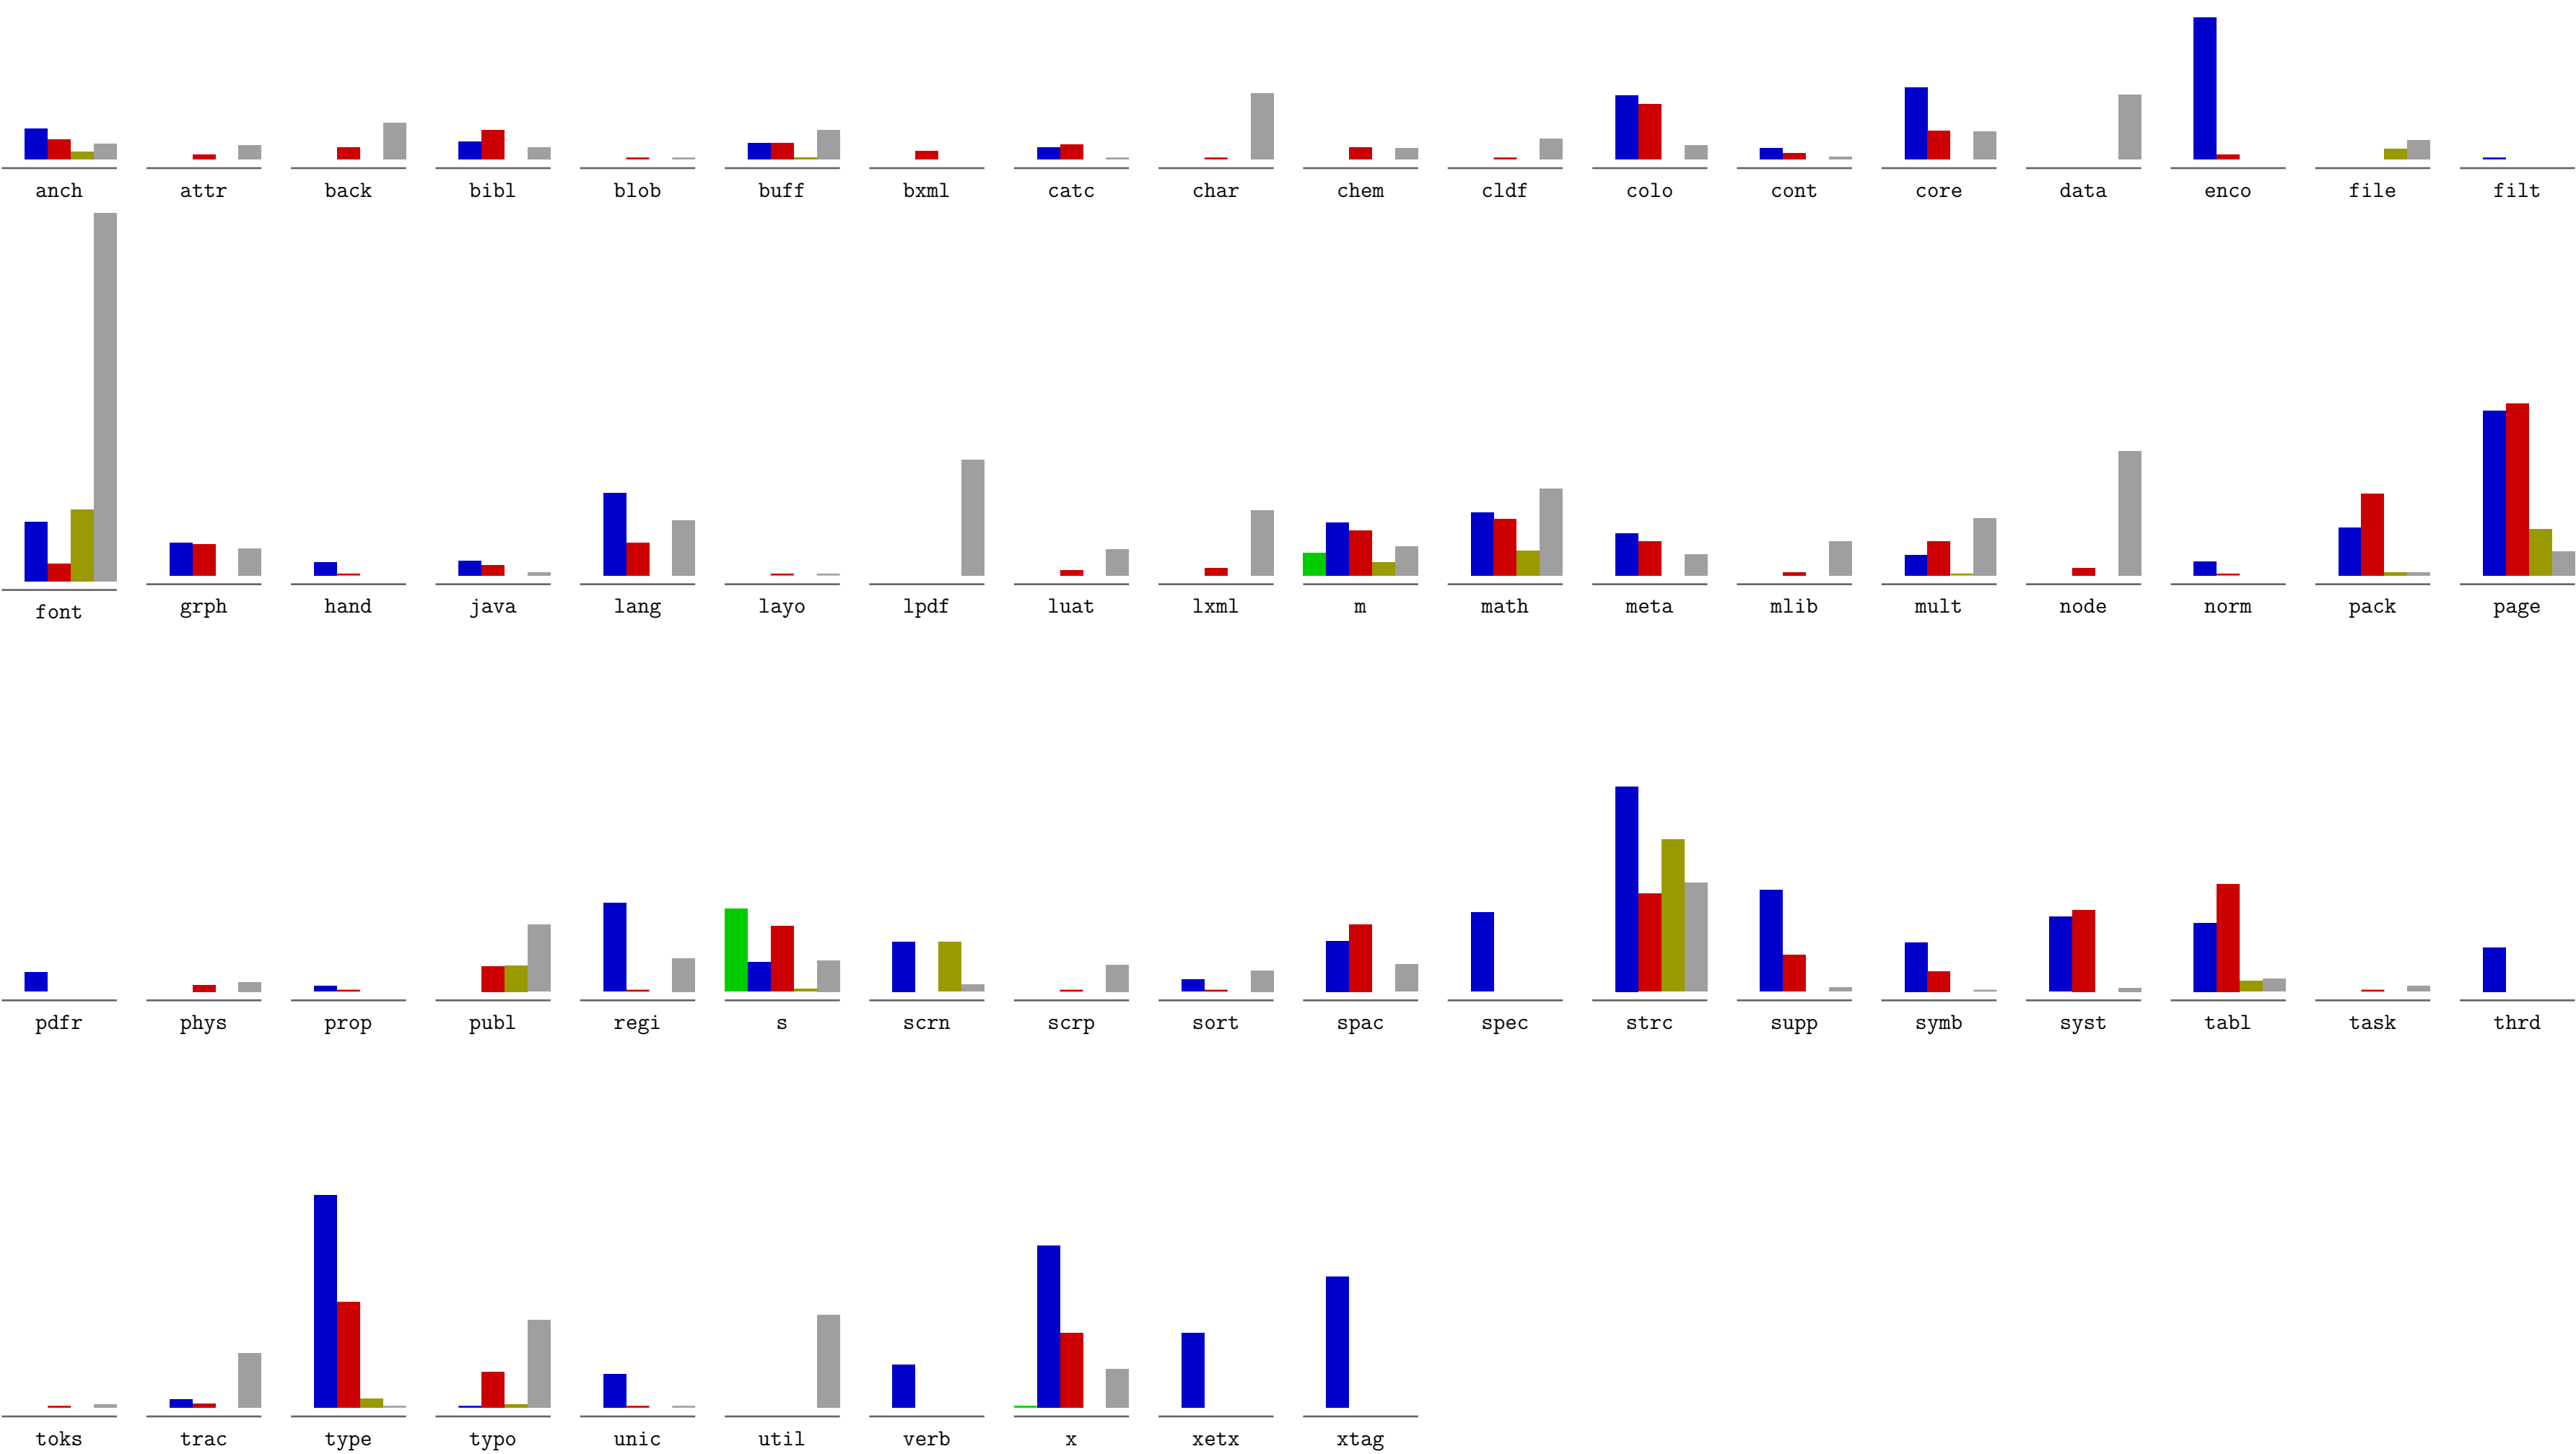 anch attr back bibl blob buff bxml catc char chem cldf colo cont core data enco file filt
font grph hand java lang layo lpdf luat lxml m math meta mlib mult node norm pack page
pdfr phys prop publ regi s scrn scrp sort spac spec strc supp symb syst tabl task thrd
toks trac type typo unic util verb x xetx xtag